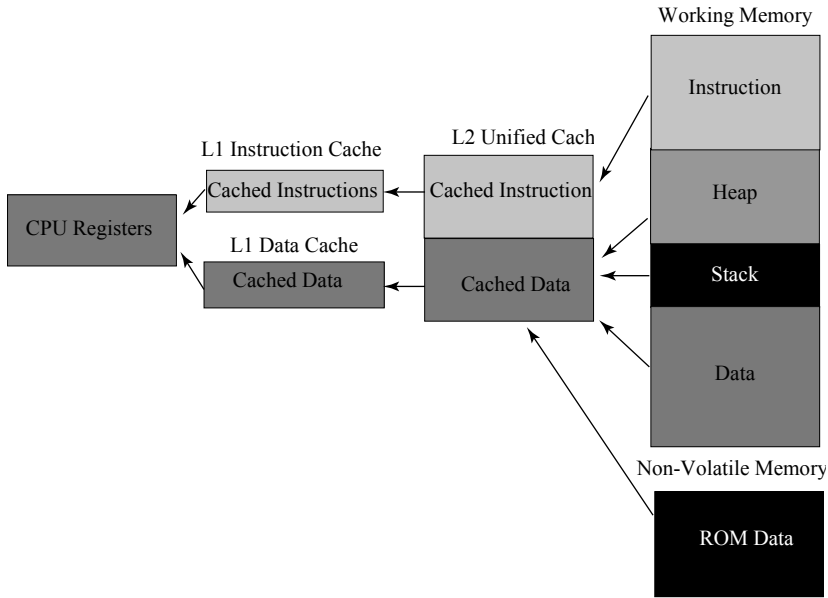 Working Memory
Instruction
L2 Unified Cach
L1 Instruction Cache
Cached Instructions
Cached Instruction
Heap
CPU Registers
L1 Data Cache
Cached Data
Cached Data
Stack
Data
Non-Volatile Memory
ROM Data